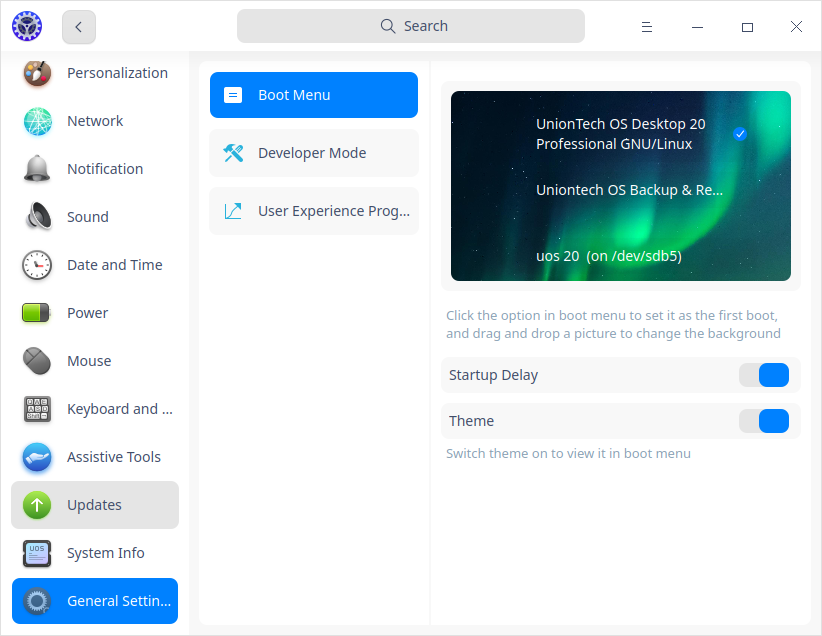 Search
Personalization
Network
Notification
Sound
Date and Time
Power
Mouse
Keyboard and ...
Assistive Tools
Updates
UOS
System Info
General Settin...
Boot Menu
Developer Mode
User Experience Prog...
UnionTech OS Desktop 20
Professional GNU/Linux
Uniontech OS Backup & Re...
uos 20 (on /dev/sdb5)
Click the option in boot menu to set it as the first boot,
and drag and drop a picture to change the background
Startup Delay
Theme
Switch theme on to view it in boot menu